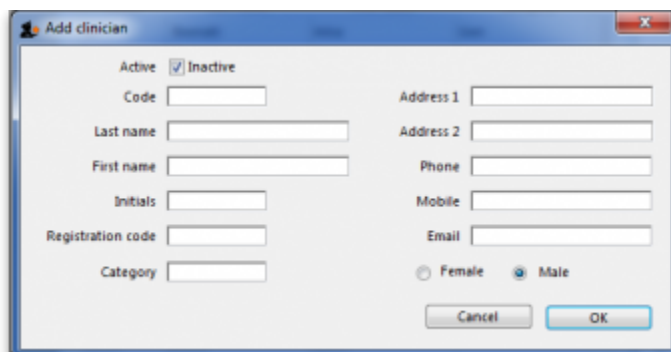 Add clinician
Active Inactive
Code Address 1
Last name Address 2
First name Phone
Initials Mobile
Registration code Email
Category Female Male
Cancel OK